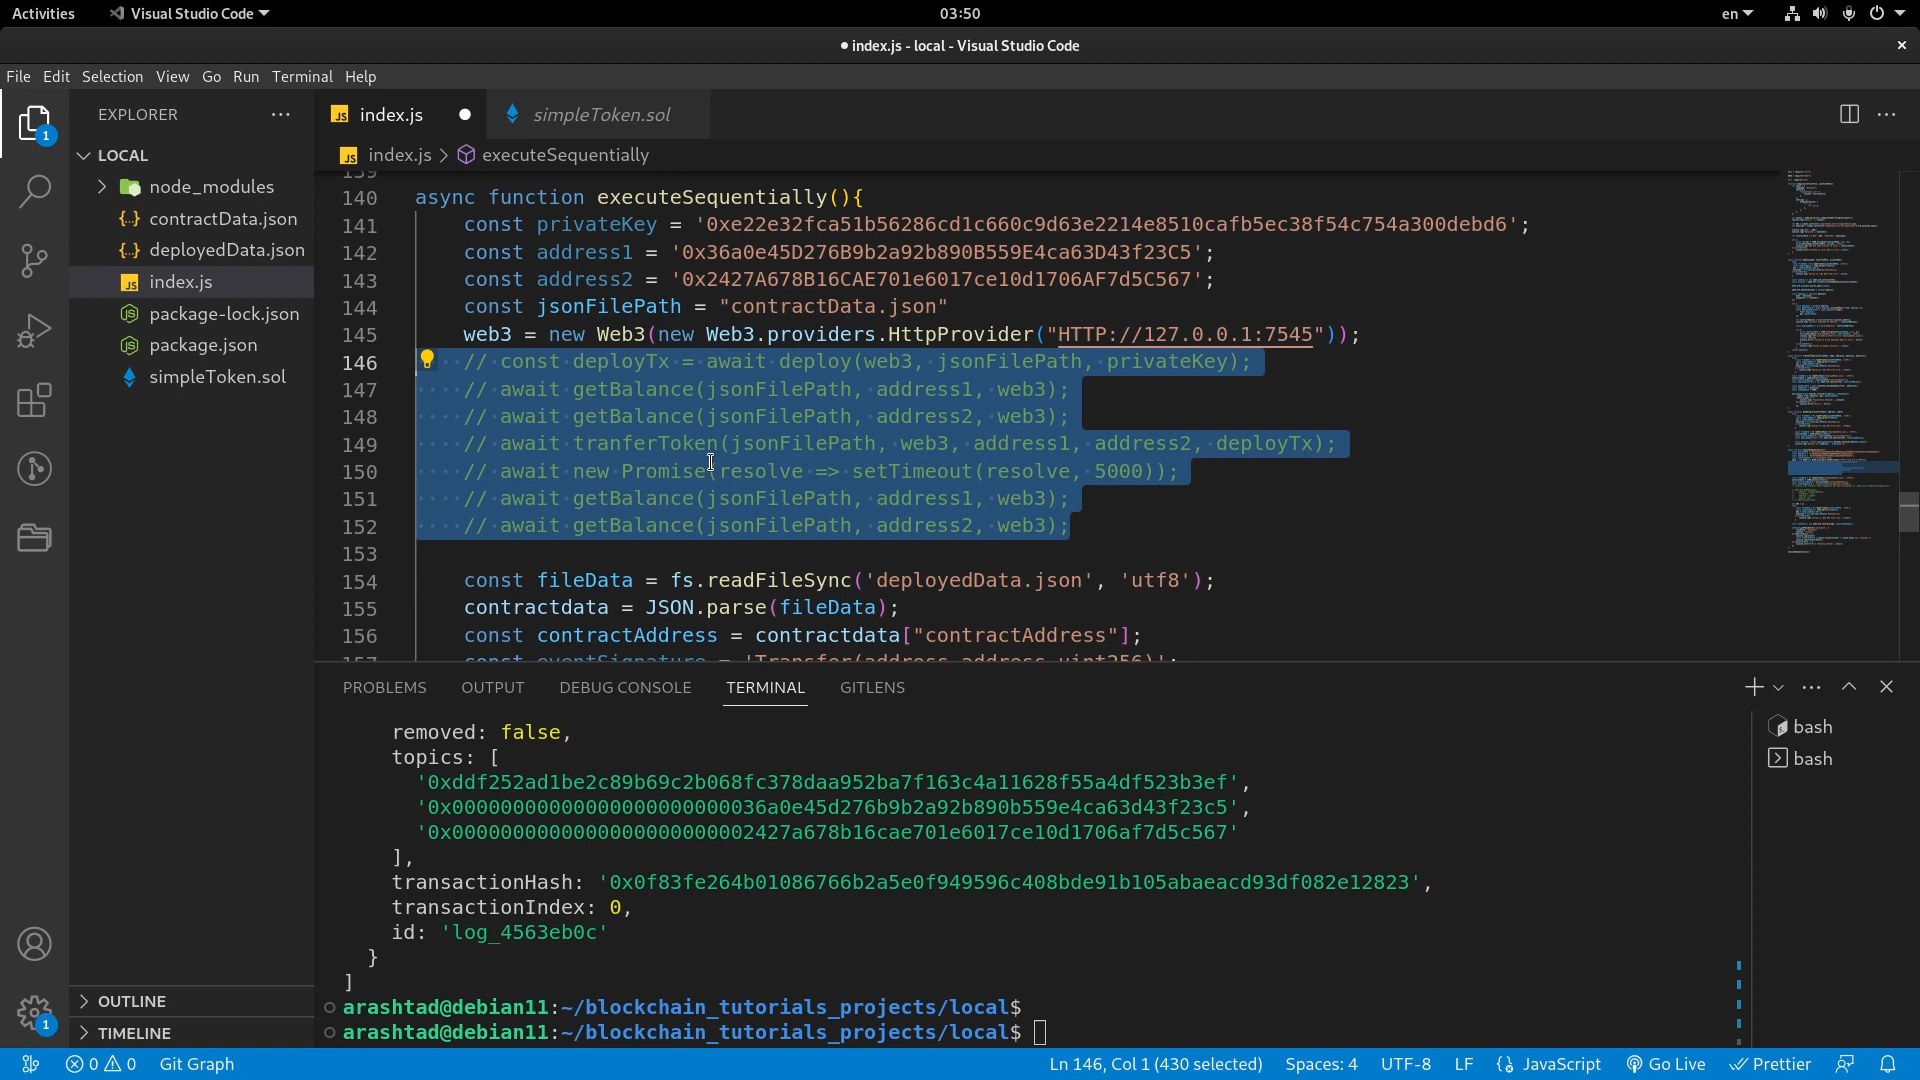 Activities
Visual Studio Code
03:50
en
● index.js - local - Visual Studio Code
File Edit Selection View Go Run Terminal Help
EXPLORER
LOCAL
node_modules
contractData.json
deployedData.json
index.js
package-lock.json
package.json
simpleToken.sol
OUTLINE
TIMELINE
1
1
index.js
simpleToken.sol
index.js > executeSequentially
139
140 async function executeSequentially(){
141 const privateKey = '0xe22e32fca51b56286cd1c660c9d63e2214e8510cafb5ec38f54c754a300debd6';
142 const address1 = '0x36a0e45D276B9b2a92b890B559E4ca63D43f23C5';
143 const address2 = '0x2427A678B16CAE701e6017ce10d1706AF7d5C567';
144 const jsonFilePath = "contractData.json"
145 web3 = new Web3(new Web3.providers.HttpProvider("HTTP://127.0.0.1:7545"));
146 // const deployTx = await deploy(web3, jsonFilePath, privateKey);
147 // await getBalance(jsonFilePath, address1, web3);
148 // await getBalance(jsonFilePath, address2, web3);
149 // await tranferToken(jsonFilePath, web3, address1, address2, deployTx);
150 // await new Promise(resolve => setTimeout(resolve, 5000));
151 // await getBalance(jsonFilePath, address1, web3);
152 // await getBalance(jsonFilePath, address2, web3);
153
154 const fileData = fs.readFileSync('deployedData.json', 'utf8');
155 contractdata = JSON.parse(fileData);
156 const contractAddress = contractdata["contractAddress"];
157 const eventSignature = 'Transfer(address,address,uint256)';
PROBLEMS OUTPUT DEBUG CONSOLE TERMINAL GITLENS
removed: false,
topics: [
'0xddf252ad1be2c89b69c2b068fc378daa952ba7f163c4a11628f55a4df523b3ef',
'0x00000000000000000000000036a0e45d276b9b2a92b890b559e4ca63d43f23c5',
'0x0000000000000000000000002427a678b16cae701e6017ce10d1706af7d5c567'
],
transactionHash: '0x0f83fe264b01086766b2a5e0f949596c408bde91b105abaeacd93df082e12823',
transactionIndex: 0,
id: 'log_4563eb0c'
}
]
arashtad@debian11:~/blockchain_tutorials_projects/local$
arashtad@debian11:~/blockchain_tutorials_projects/local$
bash
bash
0 0 Git Graph
Ln 146, Col 1 (430 selected) Spaces: 4 UTF-8 LF JavaScript Go Live Prettier